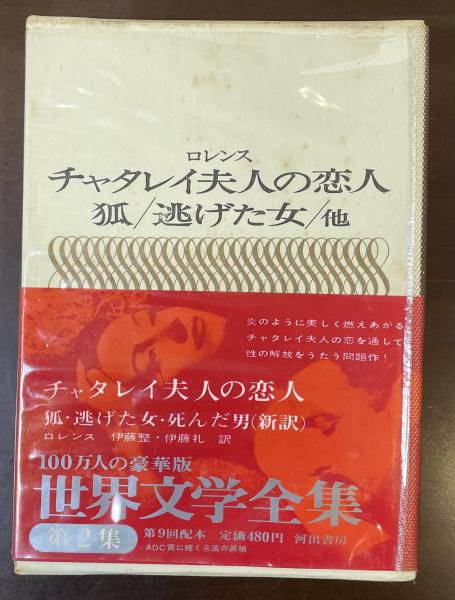 ロレンス
チャタレイ夫人の恋人
狐/逃げた女/他
炎のように美しく燃えあがる
チャタレイ夫人の恋を通して
性の解放をうたう問題作!
チャタレイ夫人の恋人
狐・逃げた女・死んだ男(新訳)
ロレンス 伊藤整・伊藤礼 訳
100万人の豪華版
世界文学全集
第2集 第9回配本 定価480円 河出書房
ADC賞に輝く永遠の装幀